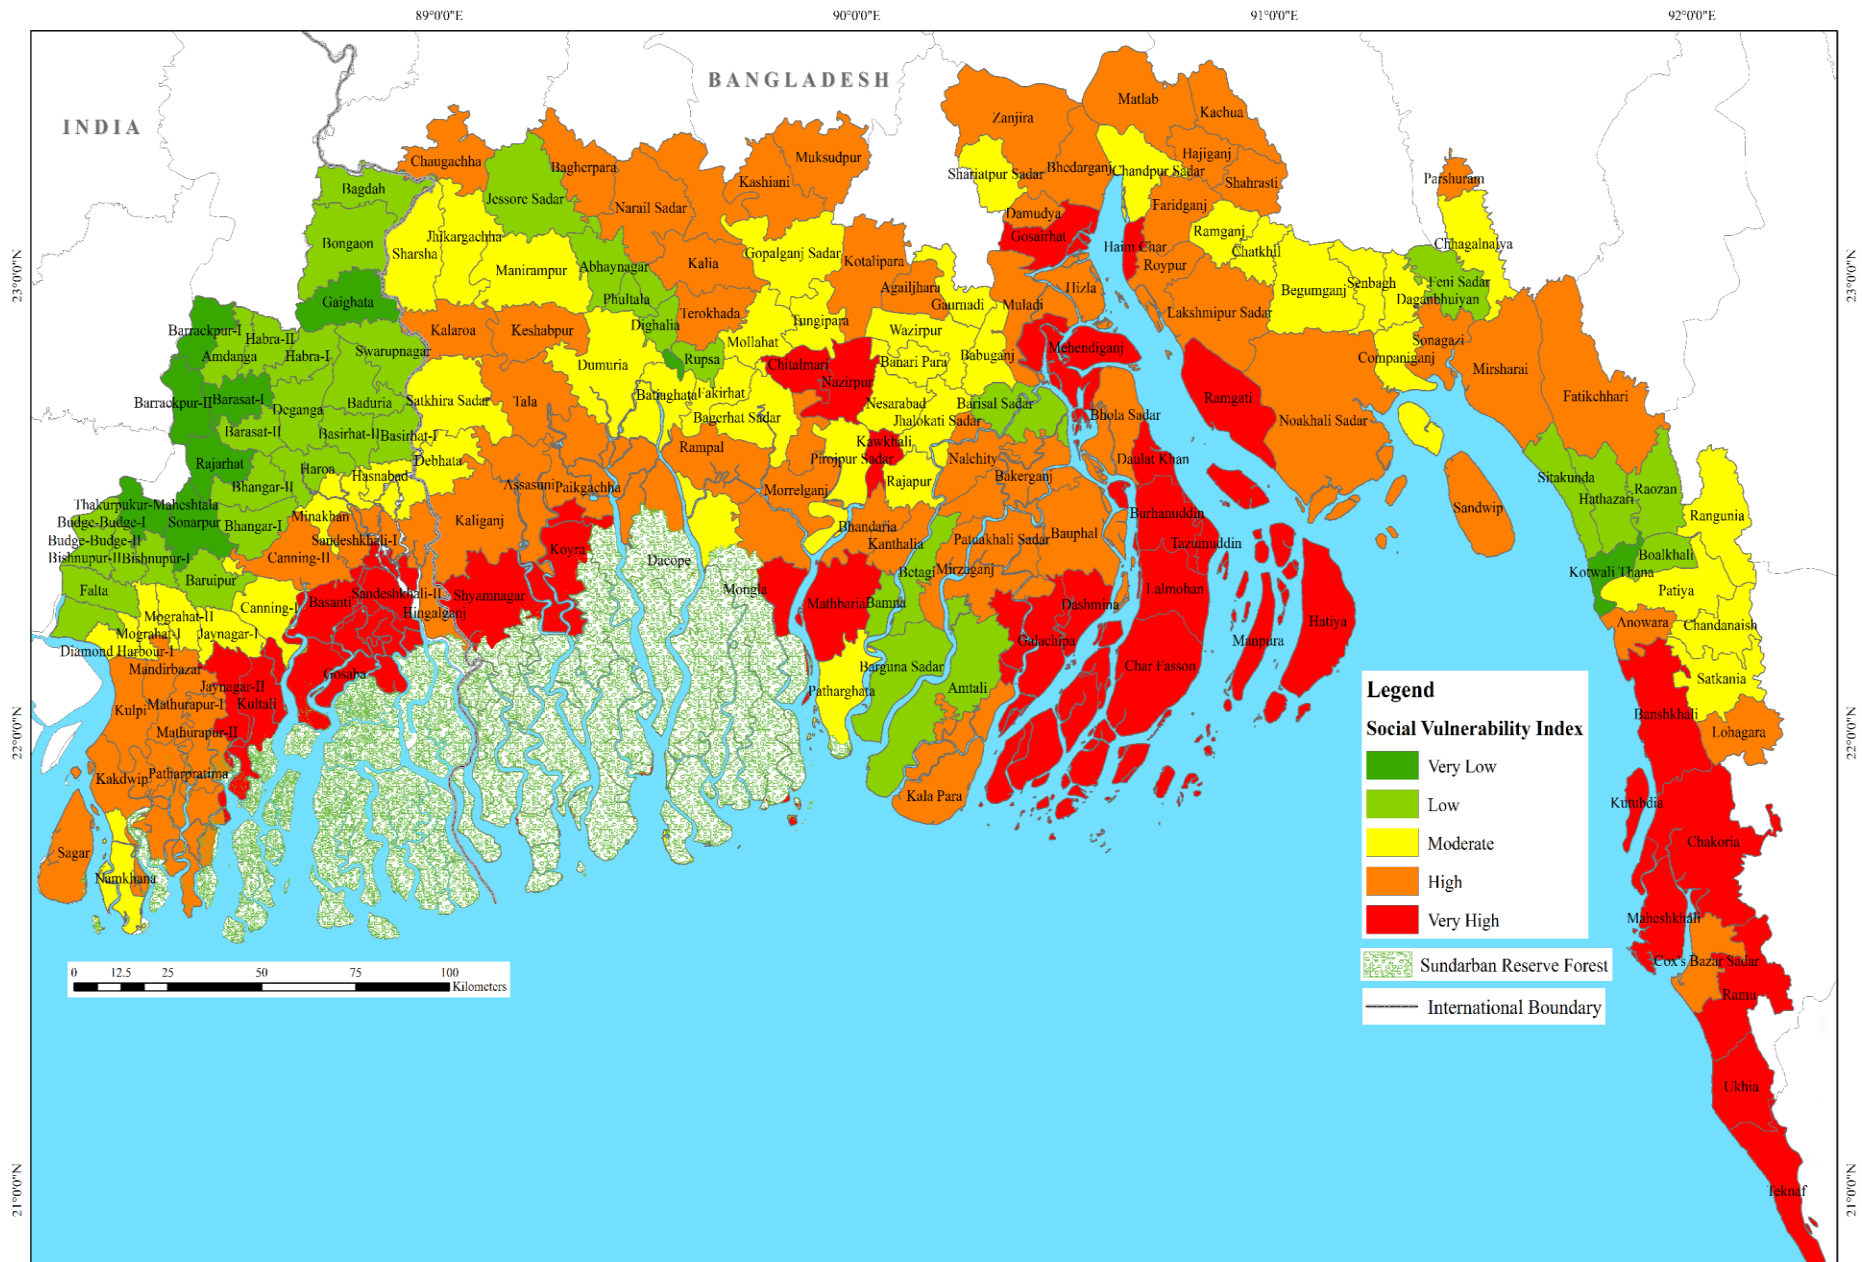 89°0'0"E
90°0'0"E
91°0'0"E
92°0'0"E
BANGLADESH
INDIA
23°0'0"N
22°0'0"N
21°0'0"N
23°0'0"N
22°0'0"N
21°0'0"N
Matlab
Kachua
Zanjira
Hajiganj
Shahrasti
Bhedarganj
Chandpur Sadar
Shariatpur Sadar
Muksudpur
Kashiani
Chaugachha
Bagherpara
Bagdah
Jessore Sadar
Narail Sadar
Damudya
Faridganj
Parshuram
Bongaon
Sharsha
Jhikargachha
Manirampur
Abhaynagar
Kalia
Gopalganj Sadar
Kotalipara
Gosairhat
Haim Char
Roypur
Ramganj
Chatkhil
Chhagalnaiya
Gaighata
Phultala
Agailjhara
Gaurnadi
Muladi
Hizla
Lakshmipur Sadar
Begumganj
Senbagh
Feni Sadar
Daganbhuiyan
Barrackpur-I
Habra-II
Amdanga
Habra-I
Swarupnagar
Kalaroa
Keshabpur
Dighalia
Terokhada
Tungipara
Mollahat
Wazirpur
Banari Para
Babuganj
Mehendiganj
Sonagazi
Companiganj
Mirsharai
Fatikchhari
Rupsa
Dumuria
Chitalmari
Nazirpur
Barrackpur-II
Barasat-I
Deganga
Baduria
Satkhira Sadar
Tala
Batiaghata
Fakirhat
Bagerhat Sadar
Nesarabad
Jhalokati Sadar
Barisal Sadar
Bhola Sadar
Ramgati
Noakhali Sadar
Barasat-II
Basirhat-II
Basirhat-I
Debhata
Rampal
Kawkhali
Pirojpur Sadar
Nalchity
Bakerganj
Daulat Khan
Rajarhat
Haroa
Hasnabad
Bhangar-II
Assasuni
Paikgachha
Morrelganj
Rajapur
Sandwip
Sitakunda
Hathazari
Raozan
Rangunia
Thakurpukur-Maheshtala
Budge-Budge-I
Sonarpur
Bhangar-I
Minakhan
Sandeshkhali-I
Kaliganj
Koyra
Bhandaria
Kanthalia
Patuakhali Sadar
Bauphal
Burhanuddin
Tazumuddin
Budge-Budge-II
Bishnupur-II
Bishnupur-I
Canning-II
Dacope
Mongla
Betagi
Mirzaganj
Boalkhali
Kotwali Thana
Falta
Baruipur
Canning-I
Basanti
Sandeshkhali-II
Hingalganj
Shyamnagar
Mathbaria
Bamna
Dashmina
Lalmohan
Hatiya
Patiya
Mograhat-II
Mograhat-I
Jaynagar-I
Galachipa
Manpura
Anowara
Chandanaish
Diamond Harbour-I
Mandirbazar
Jaynagar-II
Gosaba
Barguna Sadar
Char Fasson
Satkania
Kulpi
Mathurapur-I
Kultali
Patharghata
Amtali
Banshkhali
Mathurapur-II
Lohagara
Kakdwip
Patharpratima
Kala Para
Kutubdia
Chakoria
Sagar
Namkhana
Maheshkhali
Cox's Bazar Sadar
Ramu
Ukhia
Teknaf
Legend
Social Vulnerability Index
Very Low
Low
Moderate
High
Very High
Sundarban Reserve Forest
International Boundary
0 12.5 25 50 75 100
Kilometers